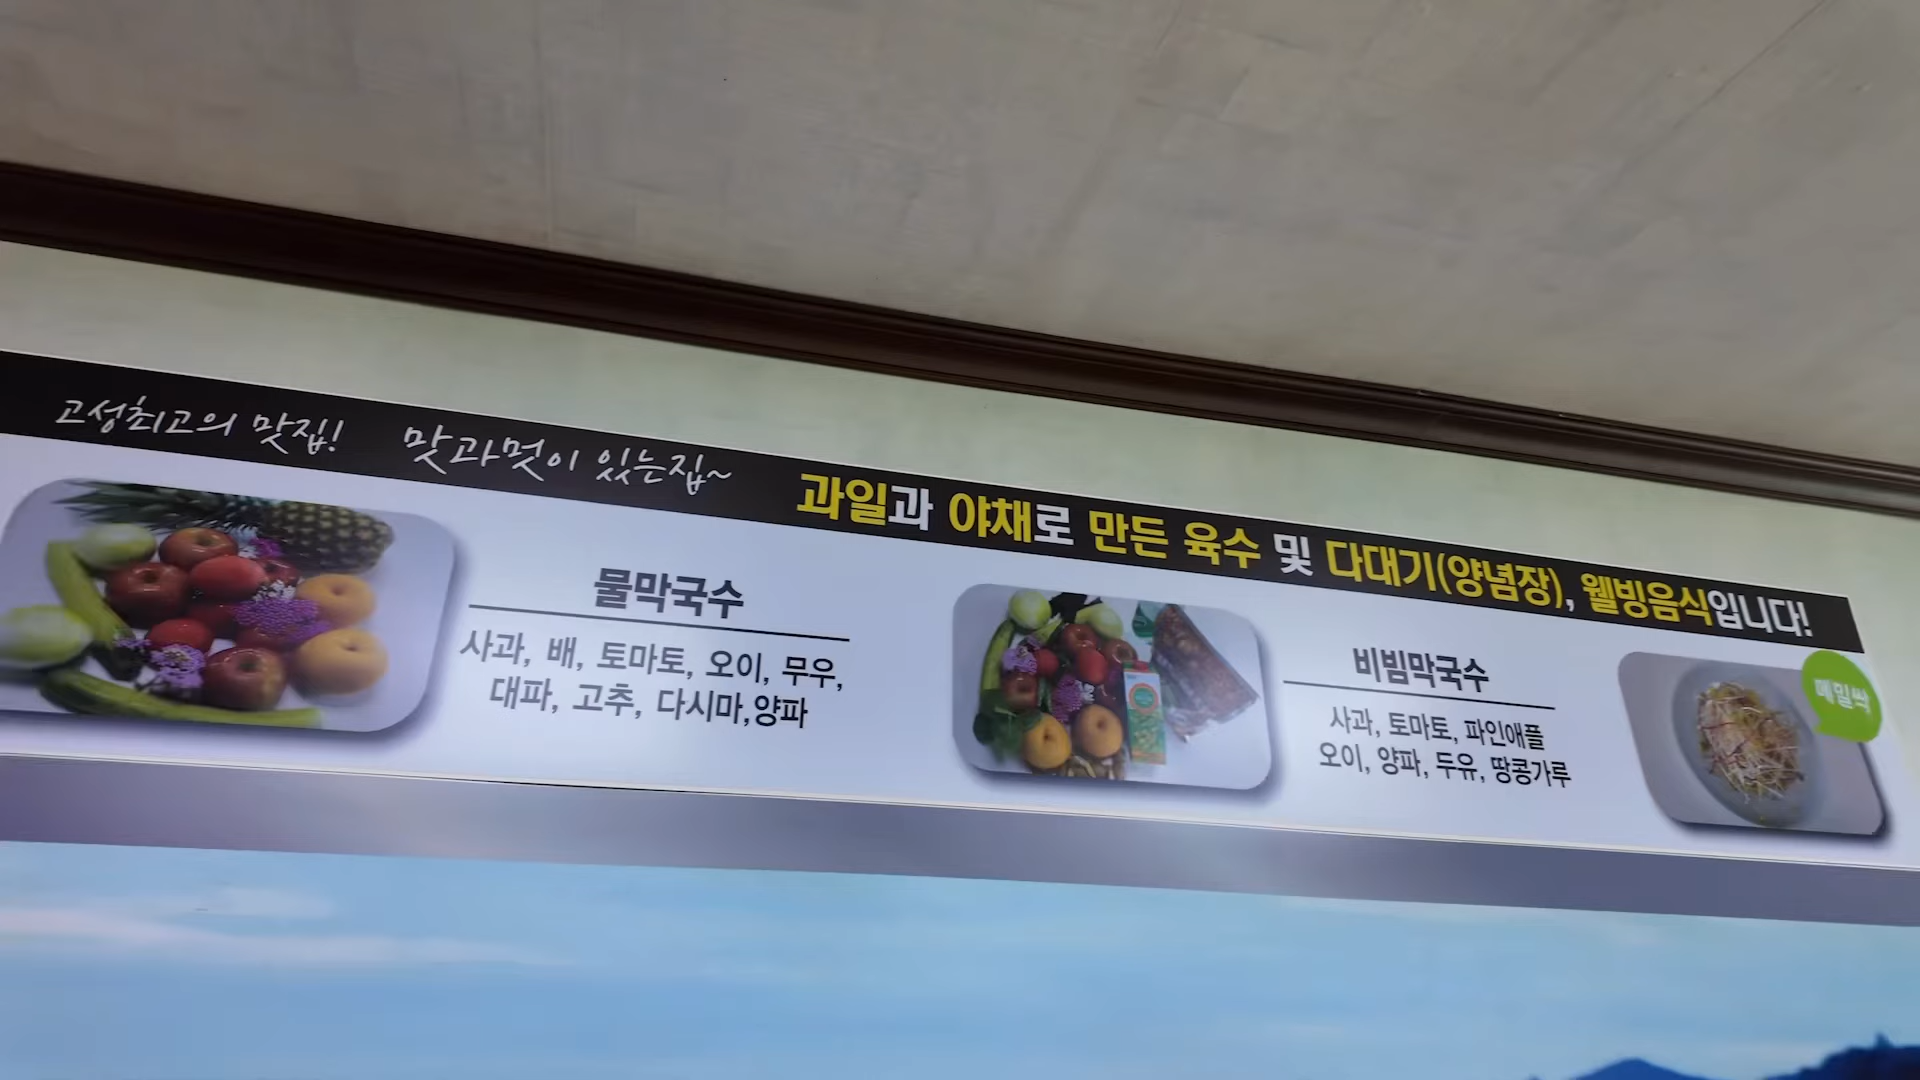 고성최고의 맛집! 맛과멋이 있는집~ 과일과 야채로 만든 육수 및 다대기(양념장), 웰빙음식입니다!
물막국수
사과, 배, 토마토, 오이, 무우,
대파, 고추, 다시마,양파
비빔막국수
사과, 토마토, 파인애플
오이, 양파, 두유, 땅콩가루
메밀싹